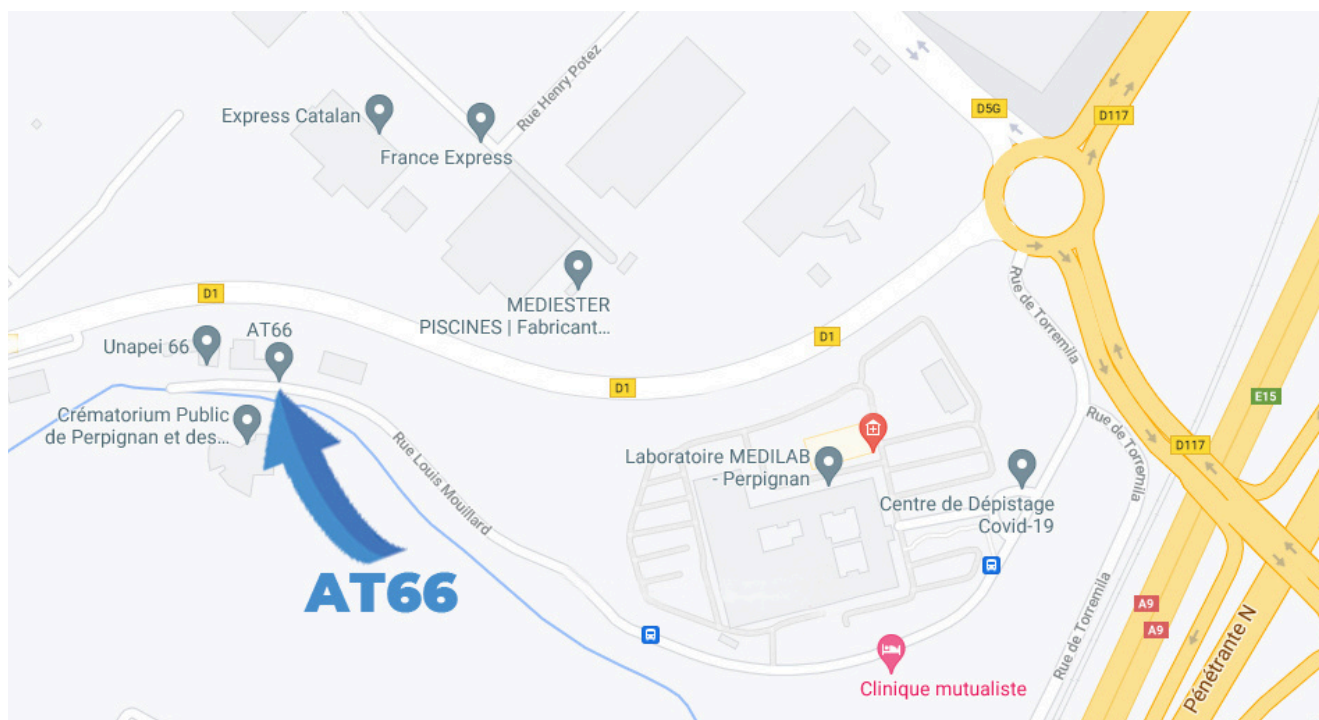 D5G
D117
Express Catalan
Rue Henry Potez
France Express
MEDIESTER
PISCINES | Fabricant...
D1
Rue de Torremila
AT66
Unapei 66
D1
D1
Crématorium Public
de Perpignan et des...
E15
Rue de Torremila
D117
Rue Louis Mouillard
Laboratoire MEDILAB
- Perpignan
Centre de Dépistage
Covid-19
AT66
A9
A9
Rue de Torremila
Pénétrante N
Clinique mutualiste